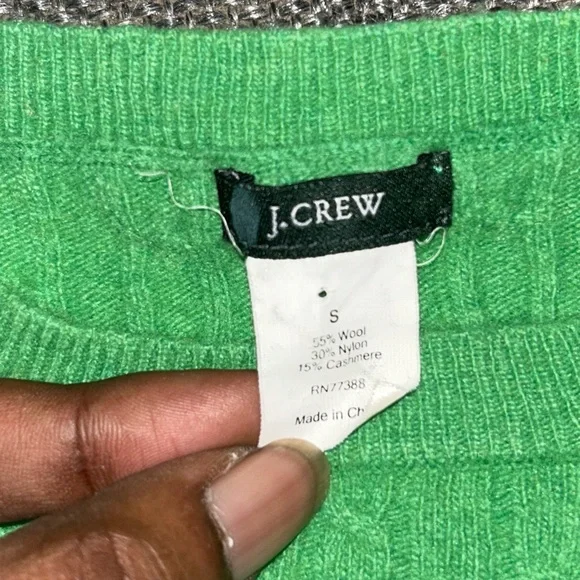 J.CREW
S
55% Wool
30% Nylon
15% Cashmere
RN77388
Made in Ch